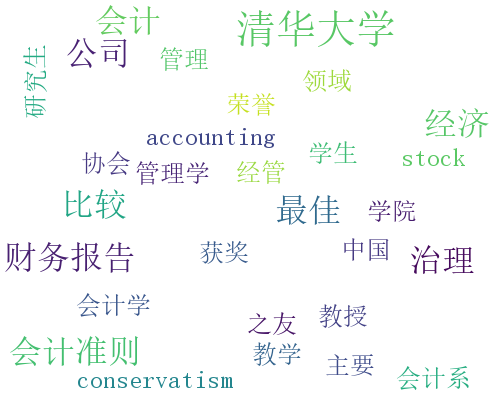 会计
清华大学
公司
管理
研究生
领域
荣誉
经济
accounting
学生
stock
协会
管理学
经管
比较
最佳
学院
财务报告
获奖
中国
治理
会计学
之友
教授
会计准则
教学
主要
conservatism
会计系